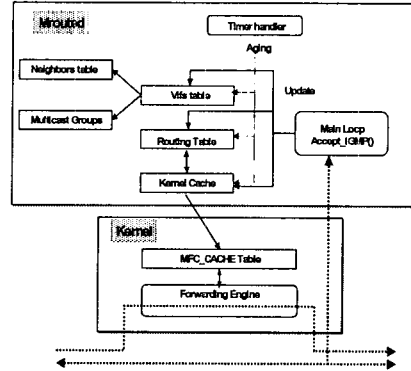 Mrouted
Timer handler
Aging
Neighbors table
Vifs table
Update
Multicast Groups
Main Loop
Accept_IGMP()
Routing Table
Kernel Cache
Kernel
MFC_CACHE Table
Forwarding Engine